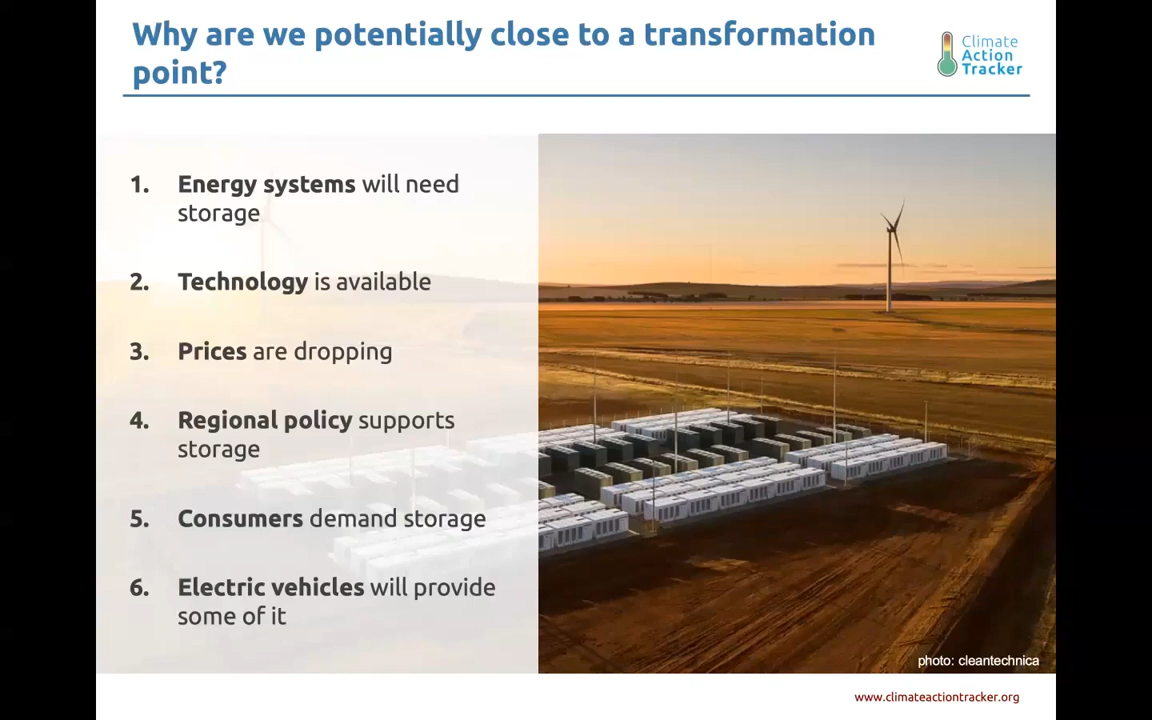 Why are we potentially close to a transformation
point?
Climate
Action
Tracker
1. Energy systems will need
storage
2. Technology is available
3. Prices are dropping
4. Regional policy supports
storage
5. Consumers demand storage
6. Electric vehicles will provide
some of it
photo: cleantechnica
www.climateactiontracker.org